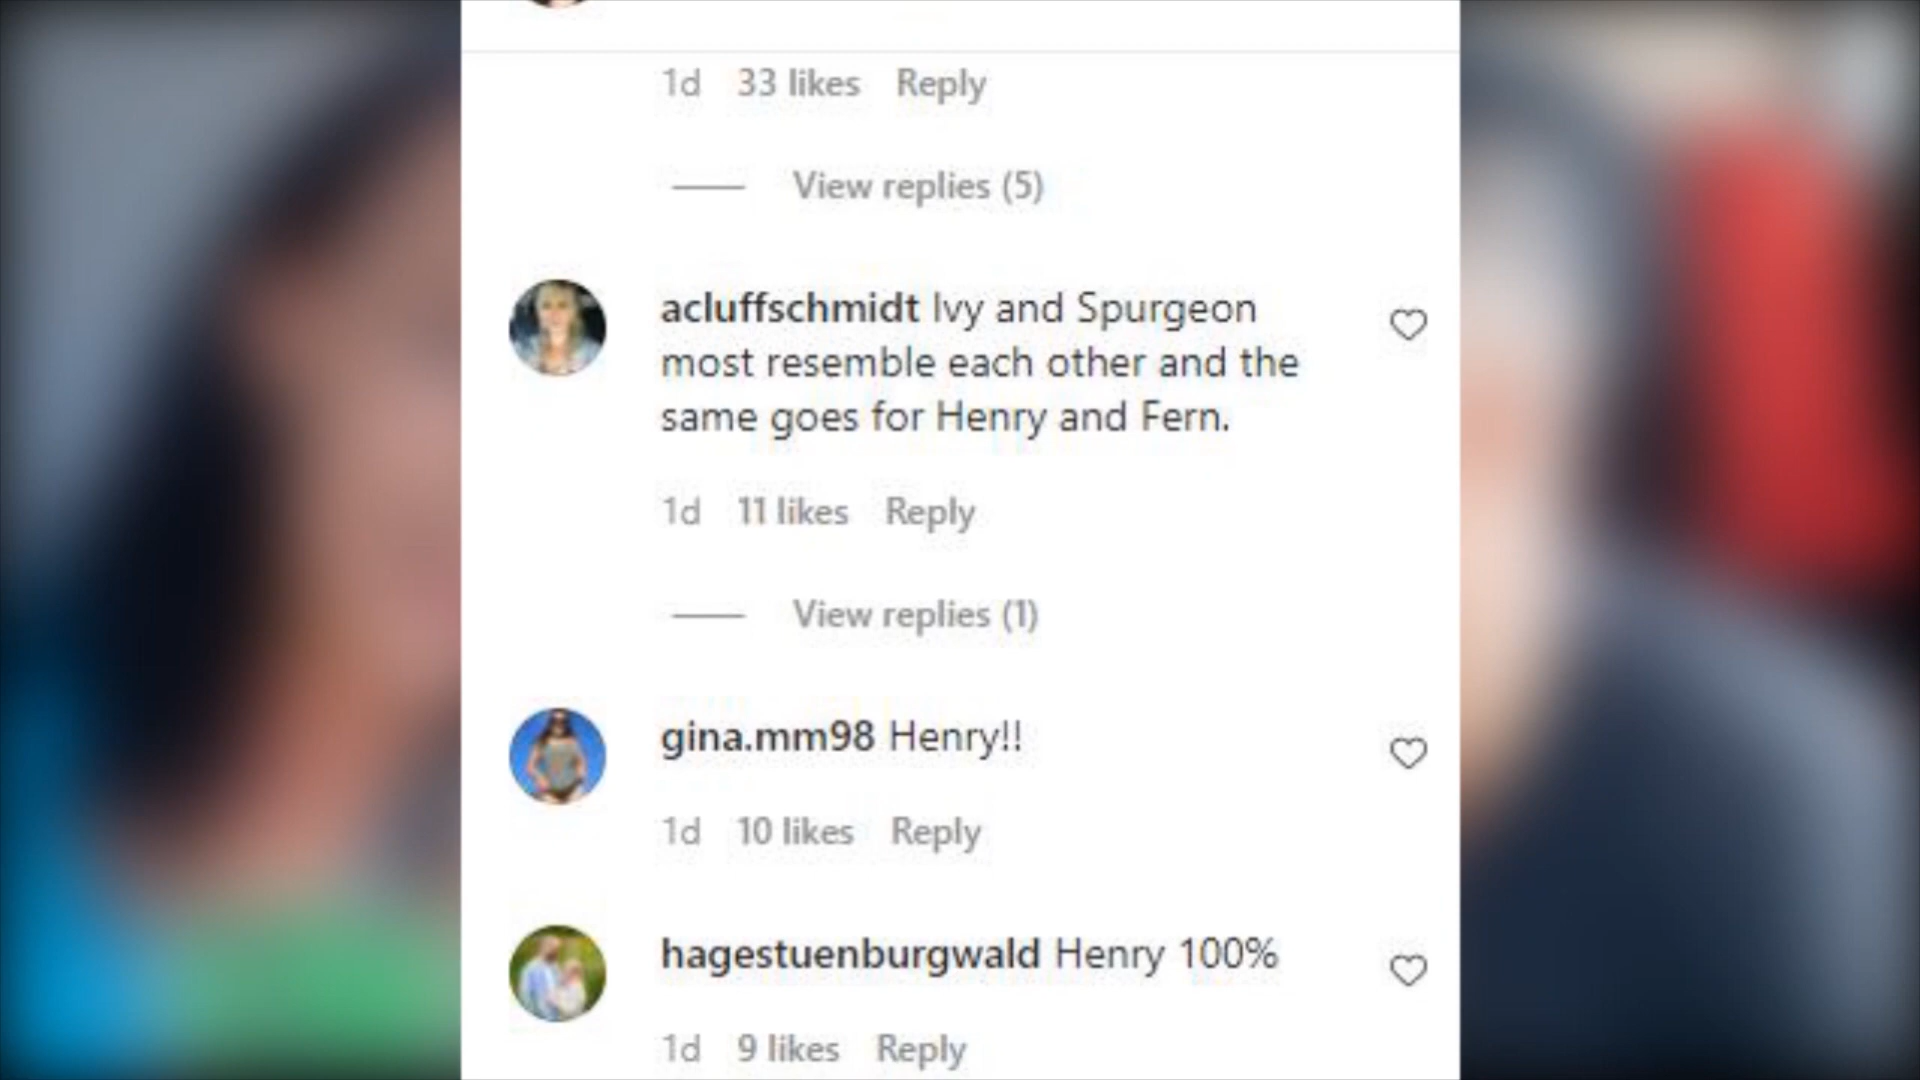 1d 33 likes Reply
View replies (5)
acluffschmidt Ivy and Spurgeon
most resemble each other and the
same goes for Henry and Fern.
1d 11 likes Reply
View replies (1)
gina.mm98 Henry!!
1d 10 likes Reply
hagestuenburgwald Henry 100%
1d 9 likes Reply